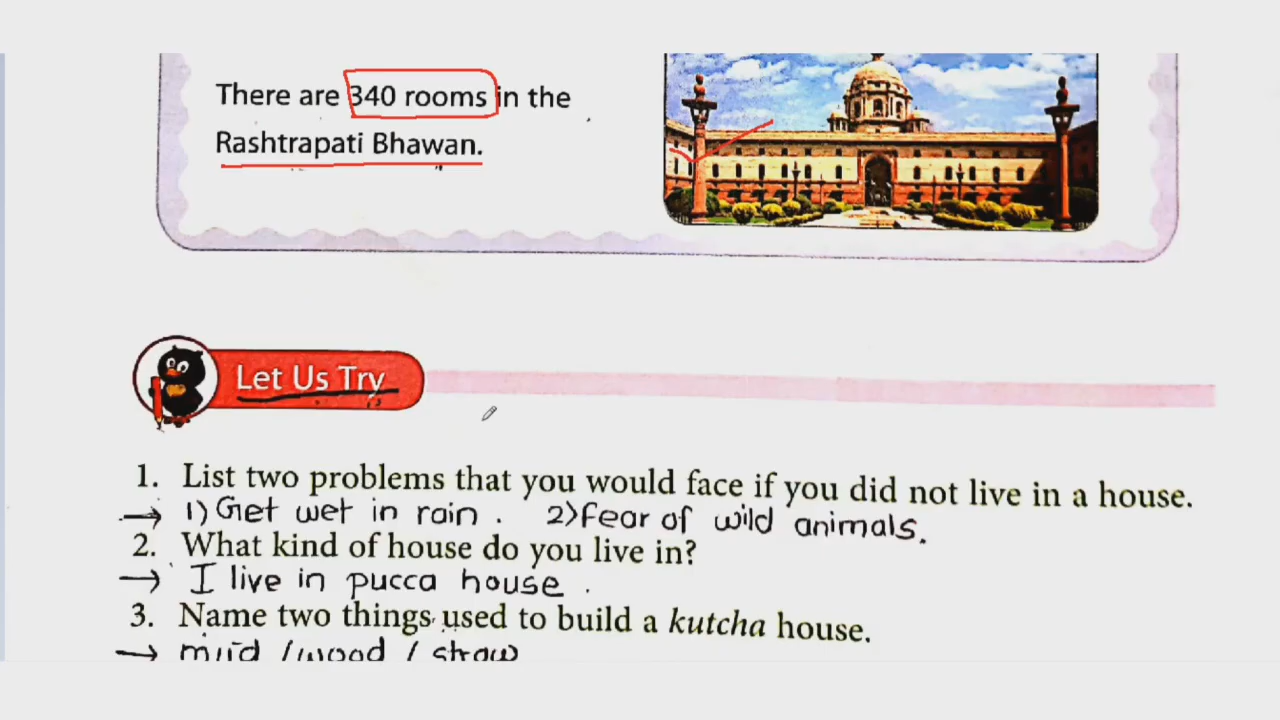 There are 340 rooms in the
Rashtrapati Bhawan.
Let Us Try
1. List two problems that you would face if you did not live in a house.
→ 1) Get wet in rain. 2) Fear of wild animals.
2. What kind of house do you live in?
→ I live in pucca house.
3. Name two things used to build a kutcha house.
→ mud / wood / straw